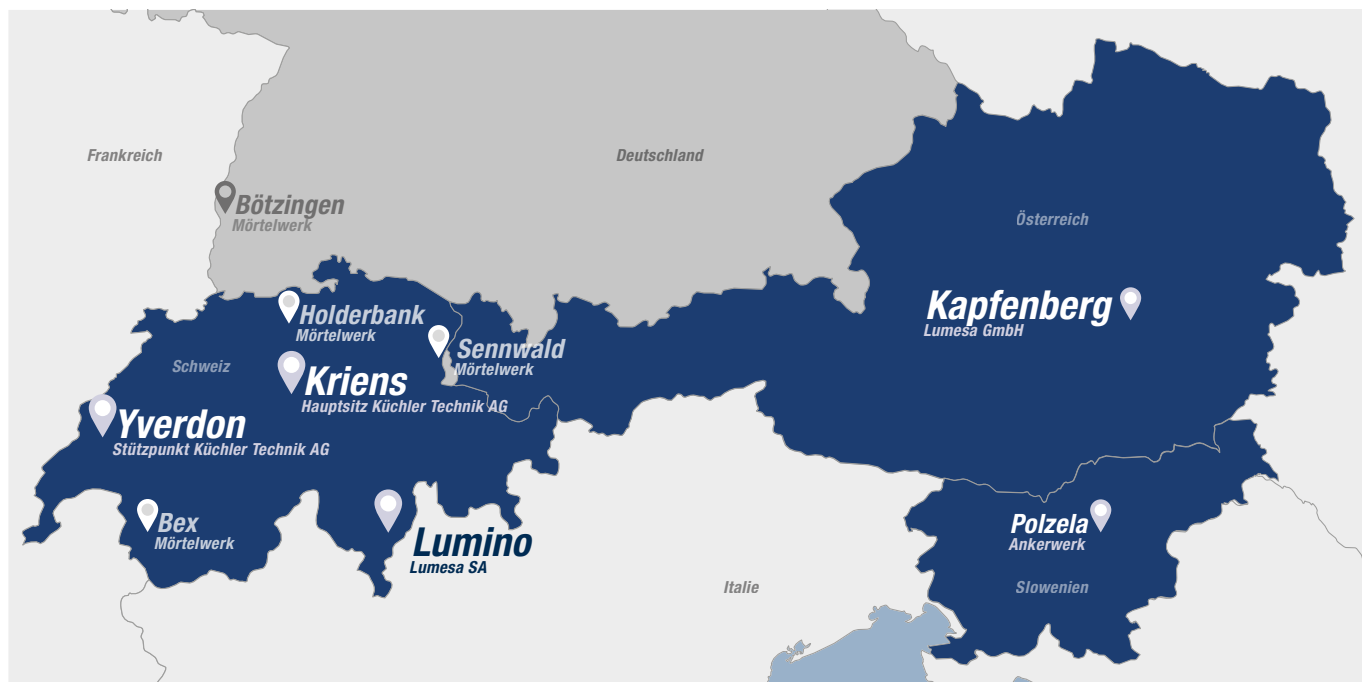 Frankreich
Deutschland
Bötzingen
Mörtelwerk
Österreich
Holderbank
Mörtelwerk
Kapfenberg
Lumesa GmbH
Sennwald
Mörtelwerk
Schweiz
Kriens
Hauptsitz Küchler Technik AG
Yverdon
Stützpunkt Küchler Technik AG
Bex
Mörtelwerk
Lumino
Lumesa SA
Polzela
Ankerwerk
Italie
Slowenien